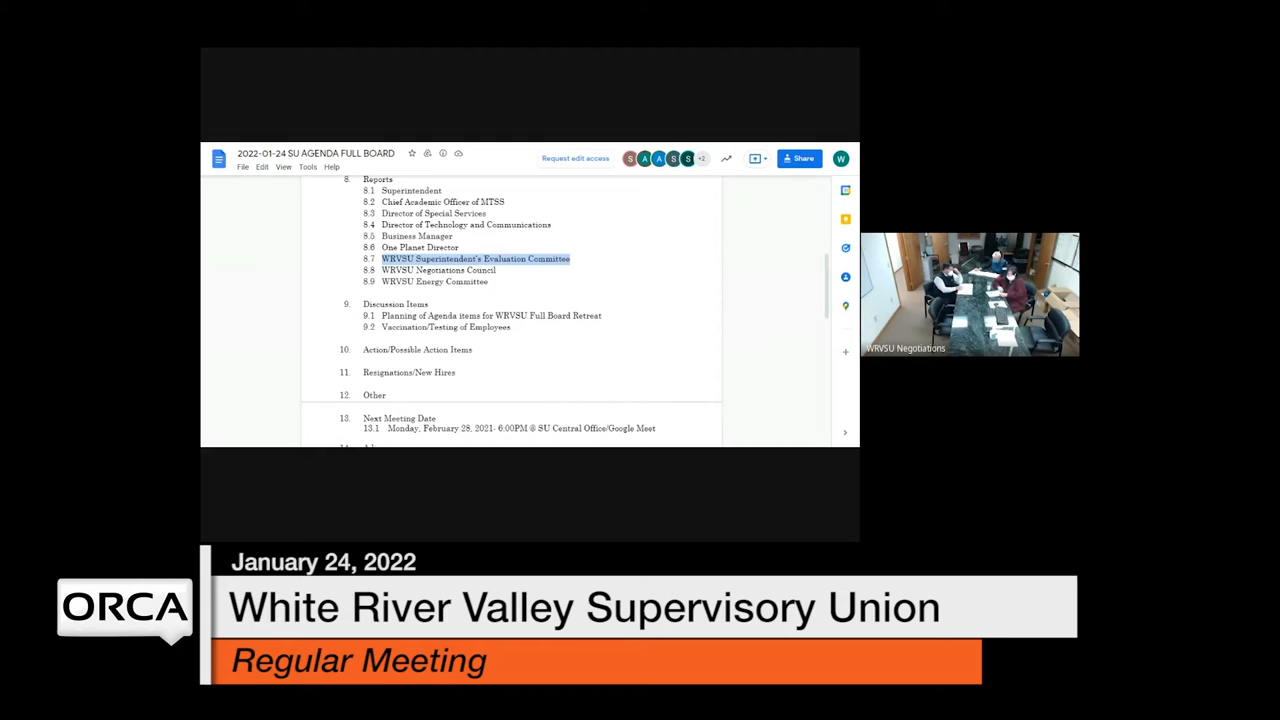 2022-01-24 SU AGENDA FULL BOARD
File Edit View Tools Help
Request edit access
S A A S S +2
Share
W
8. Reports
8.1 Superintendent
8.2 Chief Academic Officer of MTSS
8.3 Director of Special Services
8.4 Director of Technology and Communications
8.5 Business Manager
8.6 One Planet Director
8.7 WRVSU Superintendent's Evaluation Committee
8.8 WRVSU Negotiations Council
8.9 WRVSU Energy Committee
9. Discussion Items
9.1 Planning of Agenda items for WRVSU Full Board Retreat
9.2 Vaccination/Testing of Employees
10. Action/Possible Action Items
11. Resignations/New Hires
12. Other
13. Next Meeting Date
13.1 Monday, February 28, 2021- 6:00PM @ SU Central Office/Google Meet
WRVSU Negotiations
January 24, 2022
ORCA
White River Valley Supervisory Union
Regular Meeting